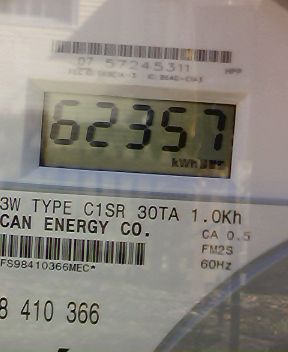 07 57245311
HPP
62357
kWh
3W TYPE C1SR 30TA 1.0Kh
CAN ENERGY CO.
CA 0.5
FM2S
60Hz
FS98410366MEC*
8 410 366